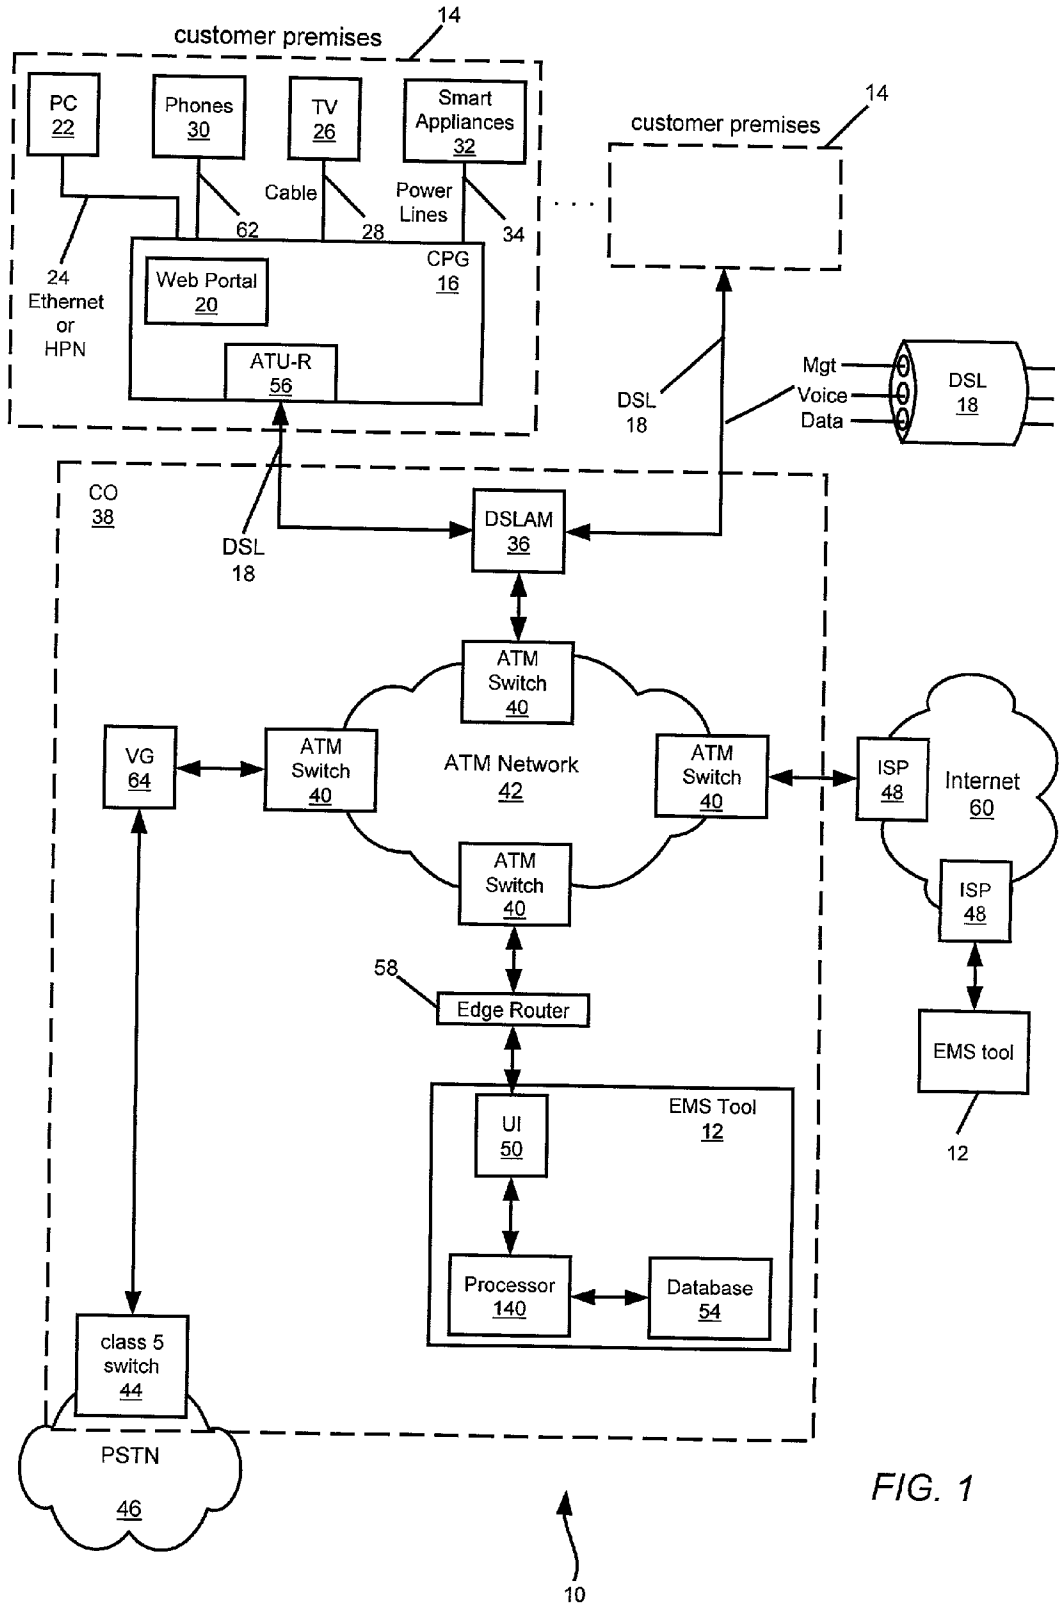 14
customer premises
PC
22
Phones
30
TV
26
Smart
Appliances
32
14
customer premises
Cable
Power
Lines
62
28
34
24
Ethernet
or
HPN
CPG
16
Web Portal
20
ATU-R
56
DSL
18
Mgt
Voice
Data
DSL
18
CO
38
DSL
18
DSLAM
36
ATM
Switch
40
VG
64
ATM
Switch
40
ATM Network
42
ATM
Switch
40
ISP
48
Internet
60
ATM
Switch
40
ISP
48
58
Edge Router
EMS tool
12
EMS Tool
12
UI
50
Processor
140
Database
54
class 5
switch
44
PSTN
46
FIG. 1
10